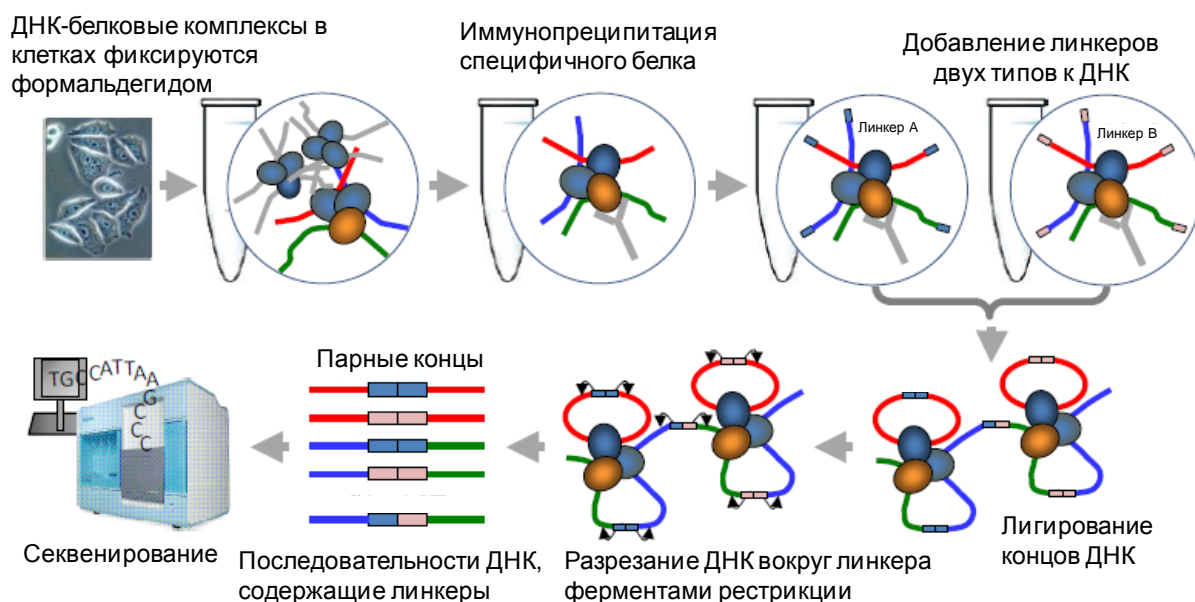 ДНК-белковые комплексы в
клетках фиксируются
формальдегидом
Иммунопреципитация
специфичного белка
Добавление линкеров
двух типов к ДНК
Линкер А
Линкер В
Лигирование
концов ДНК
Разрезание ДНК вокруг линкера
ферментами рестрикции
Парные концы
Последовательности ДНК,
содержащие линкеры
TGCCATTAAGCCC
Секвенирование